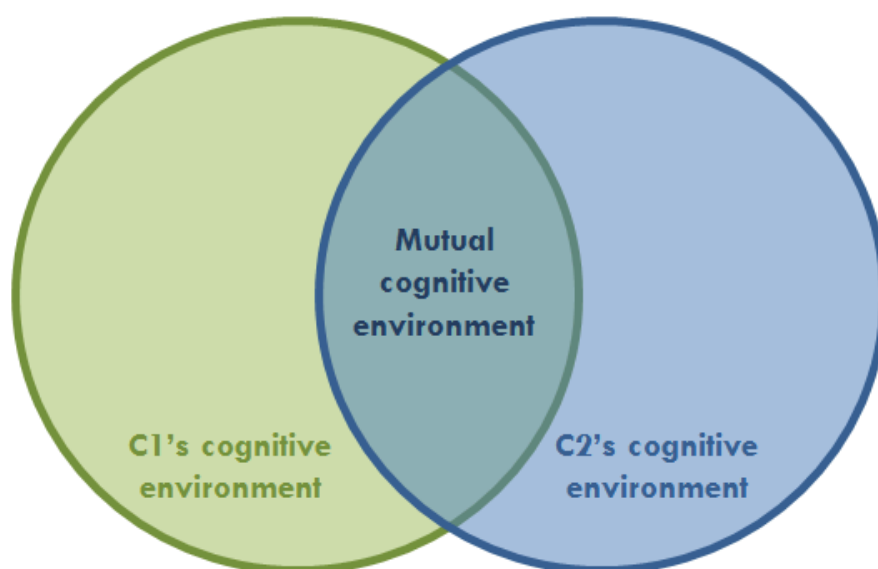 Mutual
cognitive
environment
C1's cognitive
environment
C2's cognitive
environment